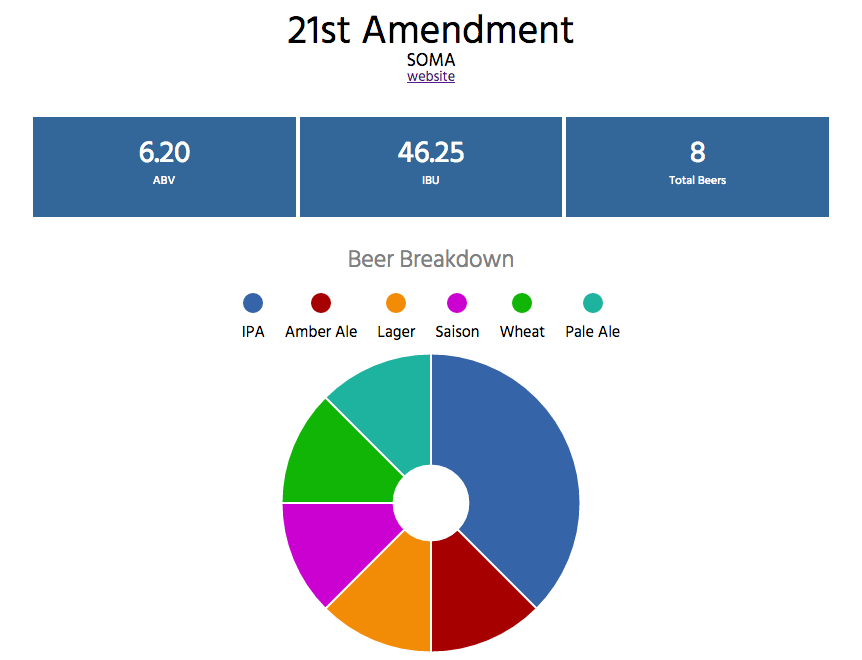 21st Amendment
SOMA
website
6.20 46.25 8
ABV IBU Total Beers
Beer Breakdown
IPA Amber Ale Lager Saison Wheat Pale Ale